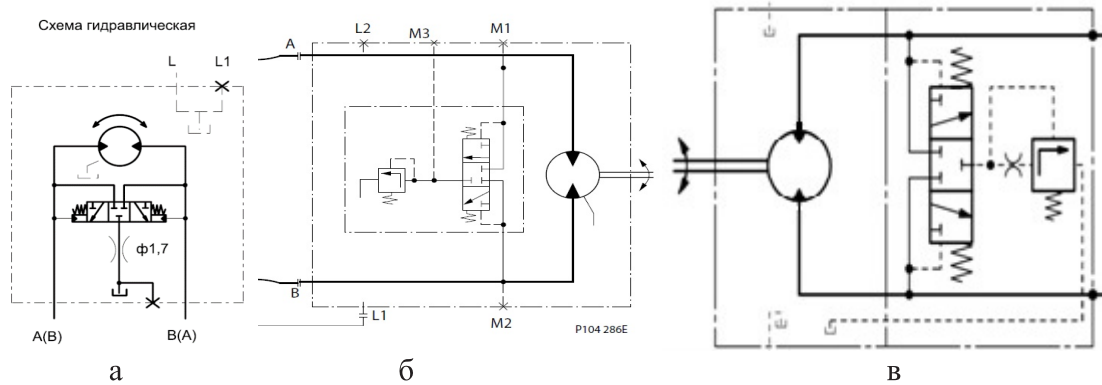 Схема гидравлическая
L L1
ф1,7
A(B) B(A)
а
L2 M3 M1
A
B
L1
M2
P104 286E
б
в